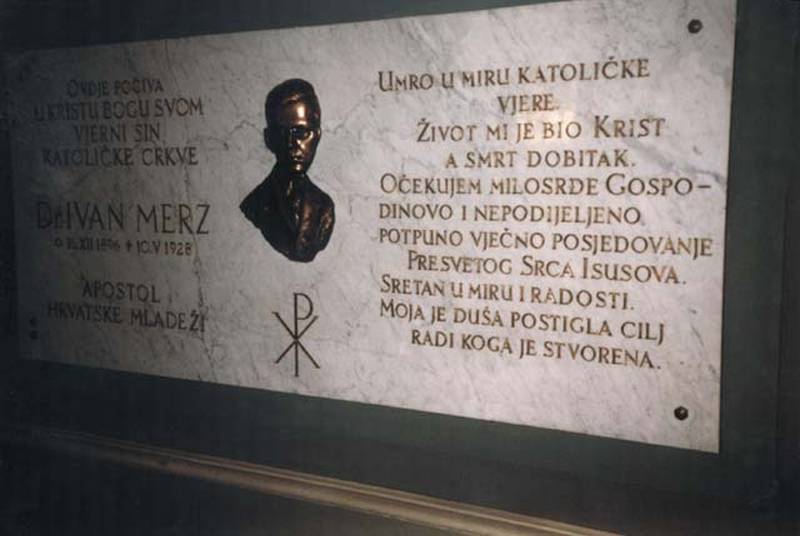 OVDJE POČIVA
U KRISTU BOGU SVOM
VJERNI SIN
KATOLIČKE CRKVE
Dr IVAN MERZ
O 16.XII 1896 + 10.V 1928
APOSTOL
HRVATSKE MLADEŽI
UMRO U MIRU KATOLIČKE
VJERE.
ŽIVOT MI JE BIO KRIST
A SMRT DOBITAK.
OČEKUJEM MILOSRĐE GOSPO–
DINOVO I NEPODIJELJENO
POTPUNO VJEČNO POSJEDOVANJE
PRESVETOG SRCA ISUSOVA.
SRETAN U MIRU I RADOSTI.
MOJA JE DUŠA POSTIGLA CILJ
RADI KOGA JE STVORENA.